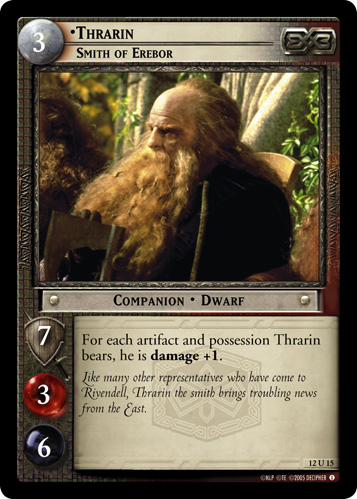 3
•Thrarin
Smith of Erebor
Companion • Dwarf
7
3
6
For each artifact and possession Thrarin
bears, he is damage +1.
Like many other representatives who have come to
Rivendell, Thrarin the smith brings troubling news
from the East.
12 U 15
©NLP ©TE ©2005 DECIPHER